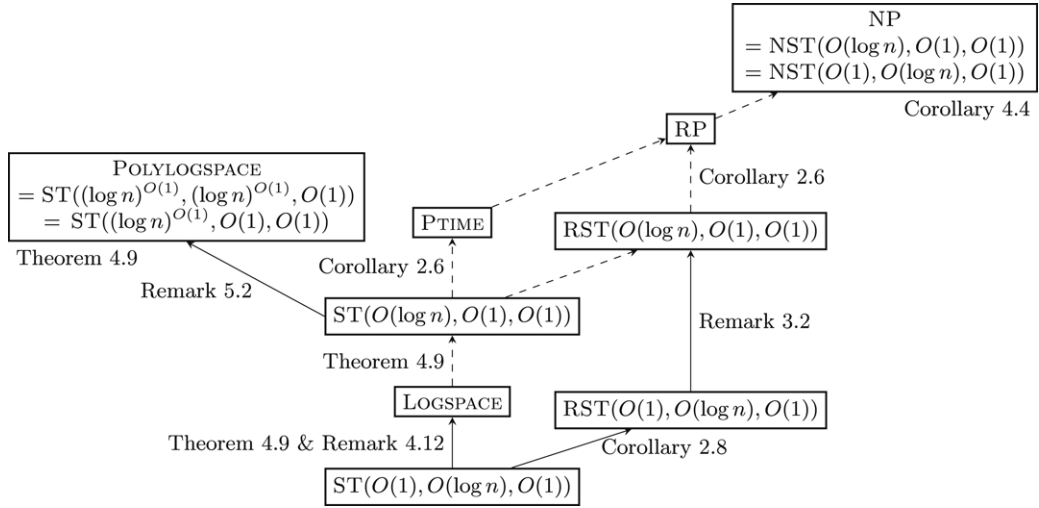 NP
= NST(O(log n), O(1), O(1))
= NST(O(1), O(log n), O(1))
Corollary 4.4
RP
POLYLOGSPACE
= ST((log n)^{O(1)}, (log n)^{O(1)}, O(1))
= ST((log n)^{O(1)}, O(1), O(1))
Theorem 4.9
Corollary 2.6
PTIME
RST(O(log n), O(1), O(1))
Corollary 2.6
Remark 5.2
ST(O(log n), O(1), O(1))
Remark 3.2
Theorem 4.9
LOGSPACE
RST(O(1), O(log n), O(1))
Theorem 4.9 & Remark 4.12
Corollary 2.8
ST(O(1), O(log n), O(1))